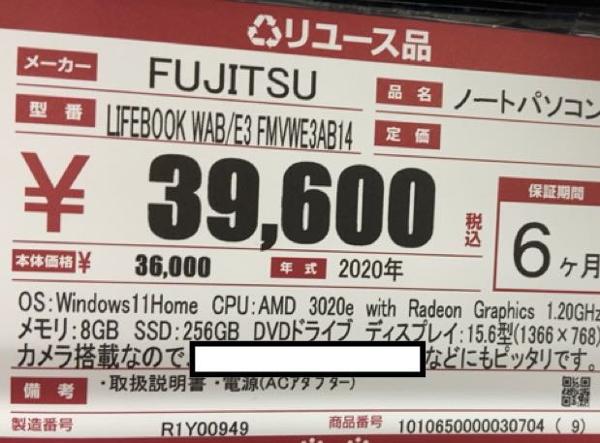 リユース品
メーカー FUJITSU 品名 ノートパソコン
型番 LIFEBOOK WAB/E3 FMVWE3AB14 定価
¥39,600 税込 保証期間 6ヶ月
本体価格¥ 36,000 年式 2020年
OS:Windows11Home CPU:AMD 3020e with Radeon Graphics 1.20GHz
メモリ:8GB SSD:256GB DVDドライブ ディスプレイ:15.6型(1366×768)
カメラ搭載なので などにもピッタリです。
備考 ・取扱説明書・電源(ACアダプター)
製造番号 R1Y00949 商品番号 1010650000030704 ( 9)